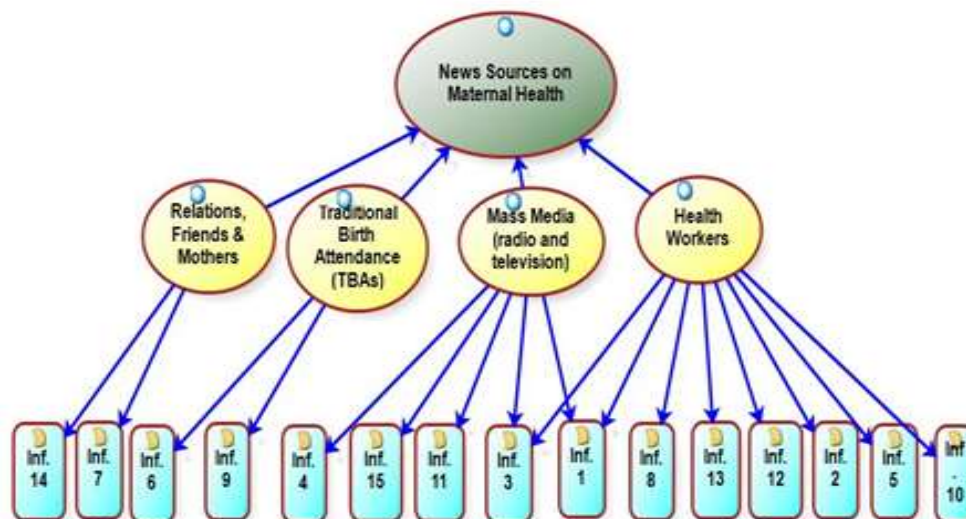 News Sources on
Maternal Health
Relations,
Friends &
Mothers
Traditional
Birth
Attendance
(TBAs)
Mass Media
(radio and
television)
Health
Workers
Inf.
14
Inf.
7
Inf.
6
Inf.
9
Inf.
4
Inf.
15
Inf.
11
Inf.
3
Inf.
1
Inf.
8
Inf.
13
Inf.
12
Inf.
2
Inf.
5
Inf
.
10